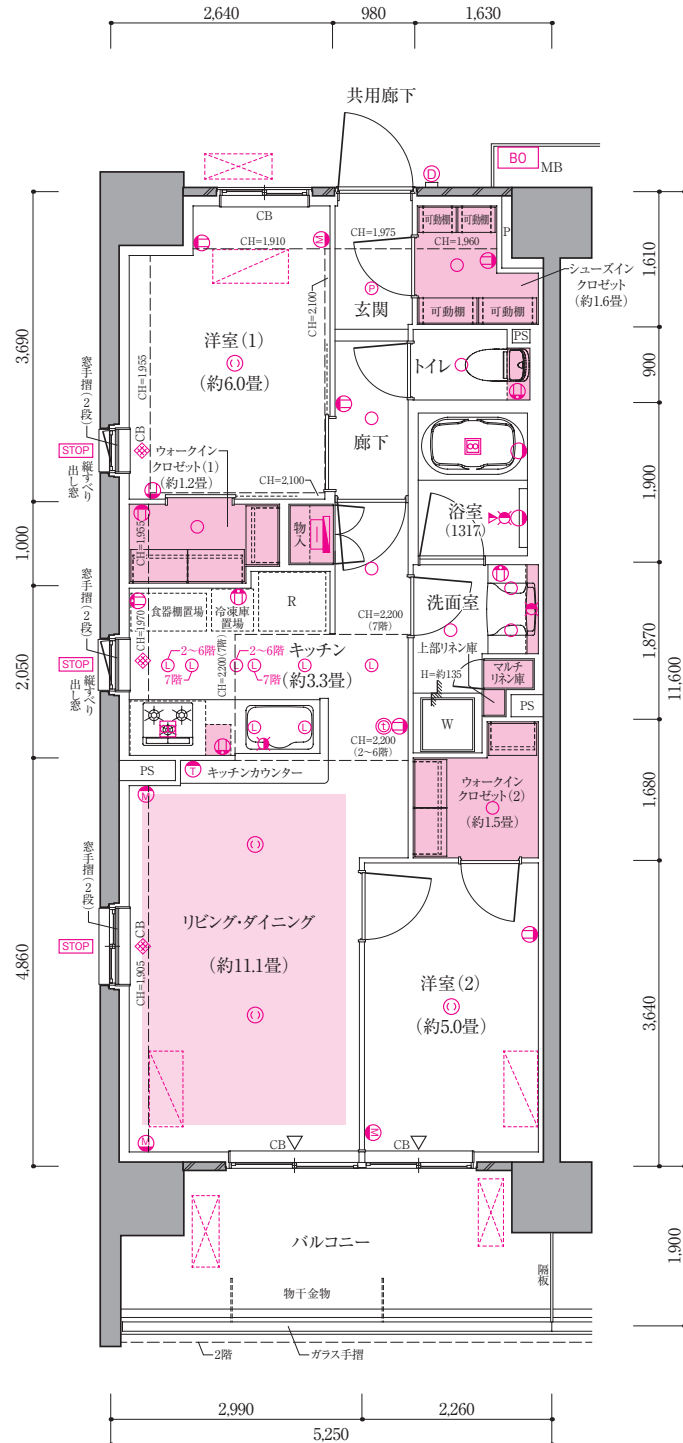 2,640
980
1,630
共用廊下
BO
MB
D
CB
CH=1,975
CH=1,910
M
可動棚
可動棚
CH=1,960
P
シューズイン
クロゼット
(約1.6畳)
1,610
P
玄関
可動棚
可動棚
CH=2,100
3,690
洋室(1)
(約6.0畳)
CH=1,955
トイレ
PS
900
窓手摺(2段)
STOP
縦すべり
出し窓
CB
廊下
ウォークイン
クロゼット(1)
(約1.2畳)
CH=2,100
1,900
浴室
(1317)
1,000
CH=1,955
物入
窓手摺(2段)
STOP
縦すべり
出し窓
CB
CH=1,970
食器棚置場
冷凍庫
置場
R
CH=2,200
(7階)
洗面室
1,870
11,600
2,050
2〜6階
2〜6階
キッチン
(約3.3畳)
L
L
L
L
L
L
7階
7階
CH=2,200(7階)
上部リネン庫
H=約135
マルチ
リネン庫
PS
L
L
t
W
CH=2,200
(2〜6階)
PS
T
キッチンカウンター
ウォークイン
クロゼット(2)
(約1.5畳)
1,680
M
窓手摺(2段)
STOP
CB
CH=1,905
4,860
リビング・ダイニング
(約11.1畳)
洋室(2)
(約5.0畳)
3,640
M
M
CB
CB
バルコニー
1,900
隔板
物干金物
2階
ガラス手摺
2,990
2,260
5,250